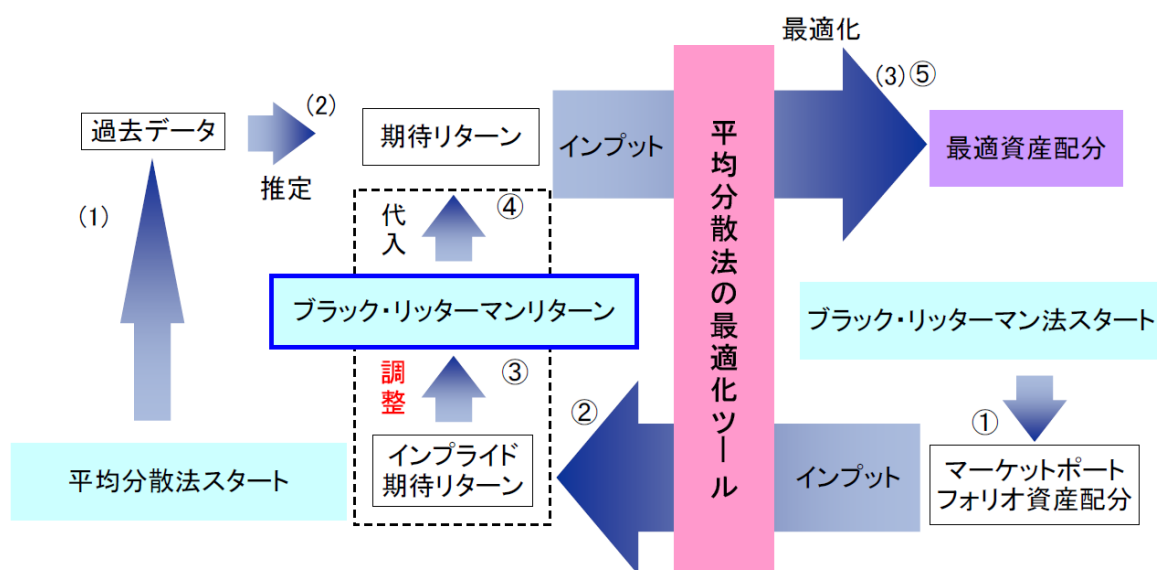 最適化
(3)⑤
(2)
過去データ
期待リターン
インプット
平均分散法の最適化ツール
最適資産配分
推定
(1)
代入
④
ブラック・リッターマンリターン
ブラック・リッターマン法スタート
調整
③
②
①
平均分散法スタート
インプライド
期待リターン
インプット
マーケットポート
フォリオ資産配分